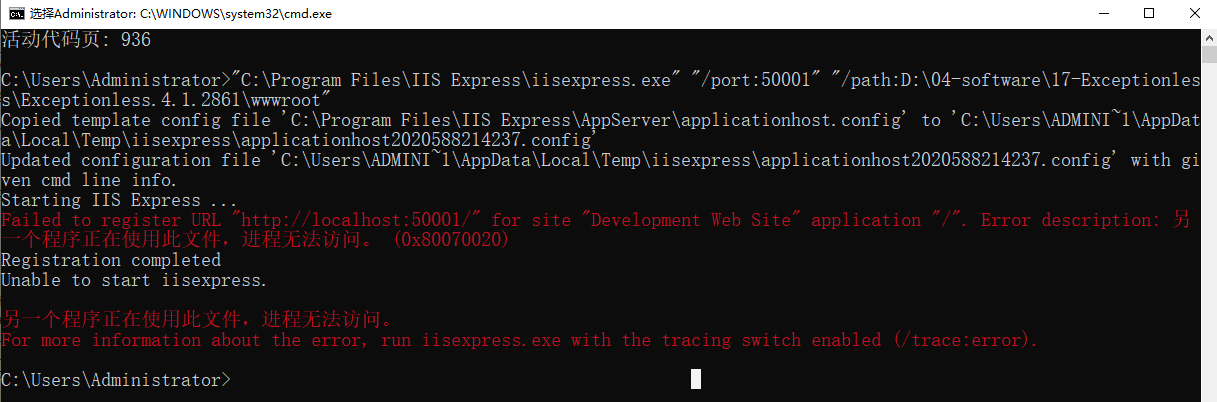 选择Administrator: C:\WINDOWS\system32\cmd.exe
活动代码页: 936
C:\Users\Administrator>"C:\Program Files\IIS Express\iisexpress.exe" "/port:50001" "/path:D:\04-software\17-Exceptionles
s\Exceptionless.4.1.2861\wwwroot"
Copied template config file 'C:\Program Files\IIS Express\AppServer\applicationhost.config' to 'C:\Users\ADMINI~1\AppDat
a\Local\Temp\iisexpress\applicationhost2020588214237.config'
Updated configuration file 'C:\Users\ADMINI~1\AppData\Local\Temp\iisexpress\applicationhost2020588214237.config' with gi
ven cmd line info.
Starting IIS Express ...
Failed to register URL "http://localhost:50001/" for site "Development Web Site" application "/". Error description: 另
一个程序正在使用此文件，进程无法访问。 (0x80070020)
Registration completed
Unable to start iisexpress.
另一个程序正在使用此文件，进程无法访问。
For more information about the error, run iisexpress.exe with the tracing switch enabled (/trace:error).
C:\Users\Administrator>